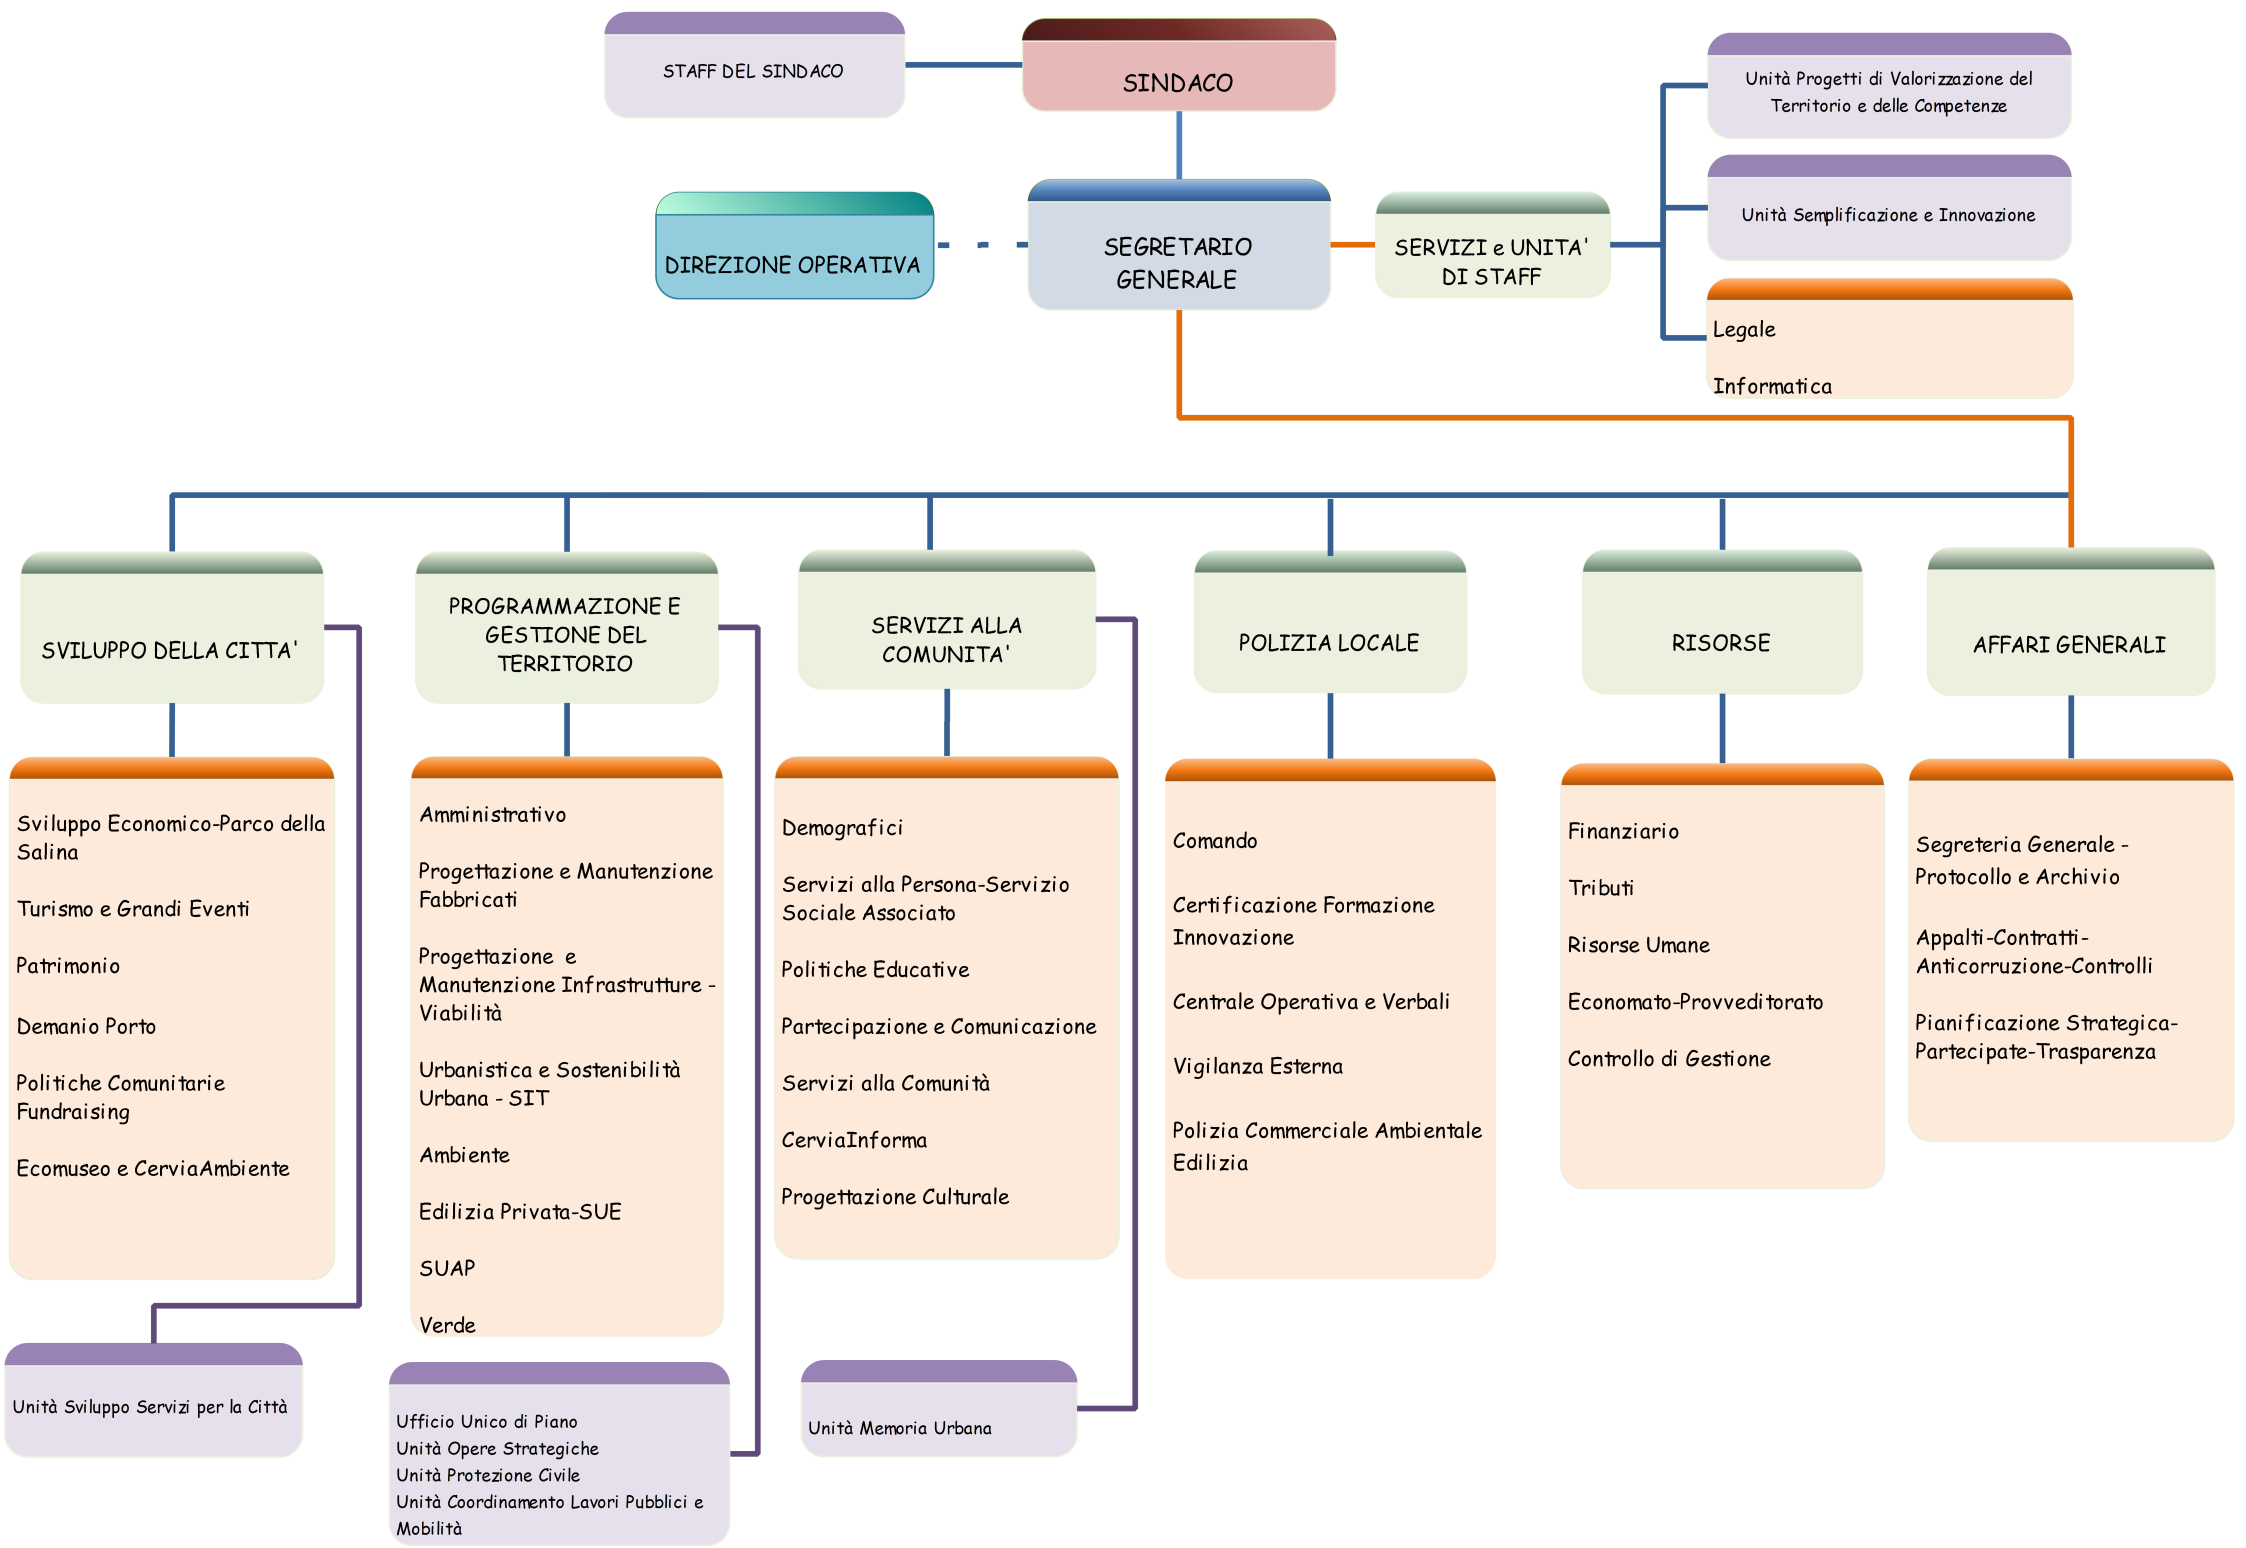 STAFF DEL SINDACO
SINDACO
Unità Progetti di Valorizzazione del
Territorio e delle Competenze
Unità Semplificazione e Innovazione
DIREZIONE OPERATIVA
SEGRETARIO
GENERALE
SERVIZI e UNITA'
DI STAFF
Legale
Informatica
SVILUPPO DELLA CITTA'
PROGRAMMAZIONE E
GESTIONE DEL
TERRITORIO
SERVIZI ALLA
COMUNITA'
POLIZIA LOCALE
RISORSE
AFFARI GENERALI
Sviluppo Economico-Parco della
Salina
Turismo e Grandi Eventi
Patrimonio
Demanio Porto
Politiche Comunitarie
Fundraising
Ecomuseo e CerviaAmbiente
Amministrativo
Progettazione e Manutenzione
Fabbricati
Progettazione  e
Manutenzione Infrastrutture -
Viabilità
Urbanistica e Sostenibilità
Urbana - SIT
Ambiente
Edilizia Privata-SUE
SUAP
Verde
Demografici
Servizi alla Persona-Servizio
Sociale Associato
Politiche Educative
Partecipazione e Comunicazione
Servizi alla Comunità
CerviaInforma
Progettazione Culturale
Comando
Certificazione Formazione
Innovazione
Centrale Operativa e Verbali
Vigilanza Esterna
Polizia Commerciale Ambientale
Edilizia
Finanziario
Tributi
Risorse Umane
Economato-Provveditorato
Controllo di Gestione
Segreteria Generale -
Protocollo e Archivio
Appalti-Contratti-
Anticorruzione-Controlli
Pianificazione Strategica-
Partecipate-Trasparenza
Unità Sviluppo Servizi per la Città
Ufficio Unico di Piano
Unità Opere Strategiche
Unità Protezione Civile
Unità Coordinamento Lavori Pubblici e
Mobilità
Unità Memoria Urbana